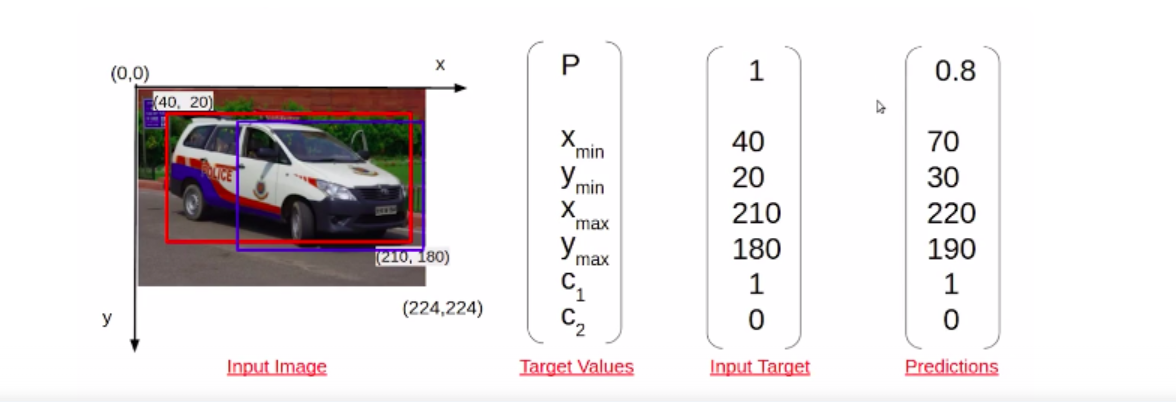 (0,0)
x
(40, 20)
POLICE
(210, 180)
(224,224)
y
Input Image
P
x min
y min
x max
y max
c 1
c 2
Target Values
1
40
20
210
180
1
0
Input Target
0.8
70
30
220
190
1
0
Predictions